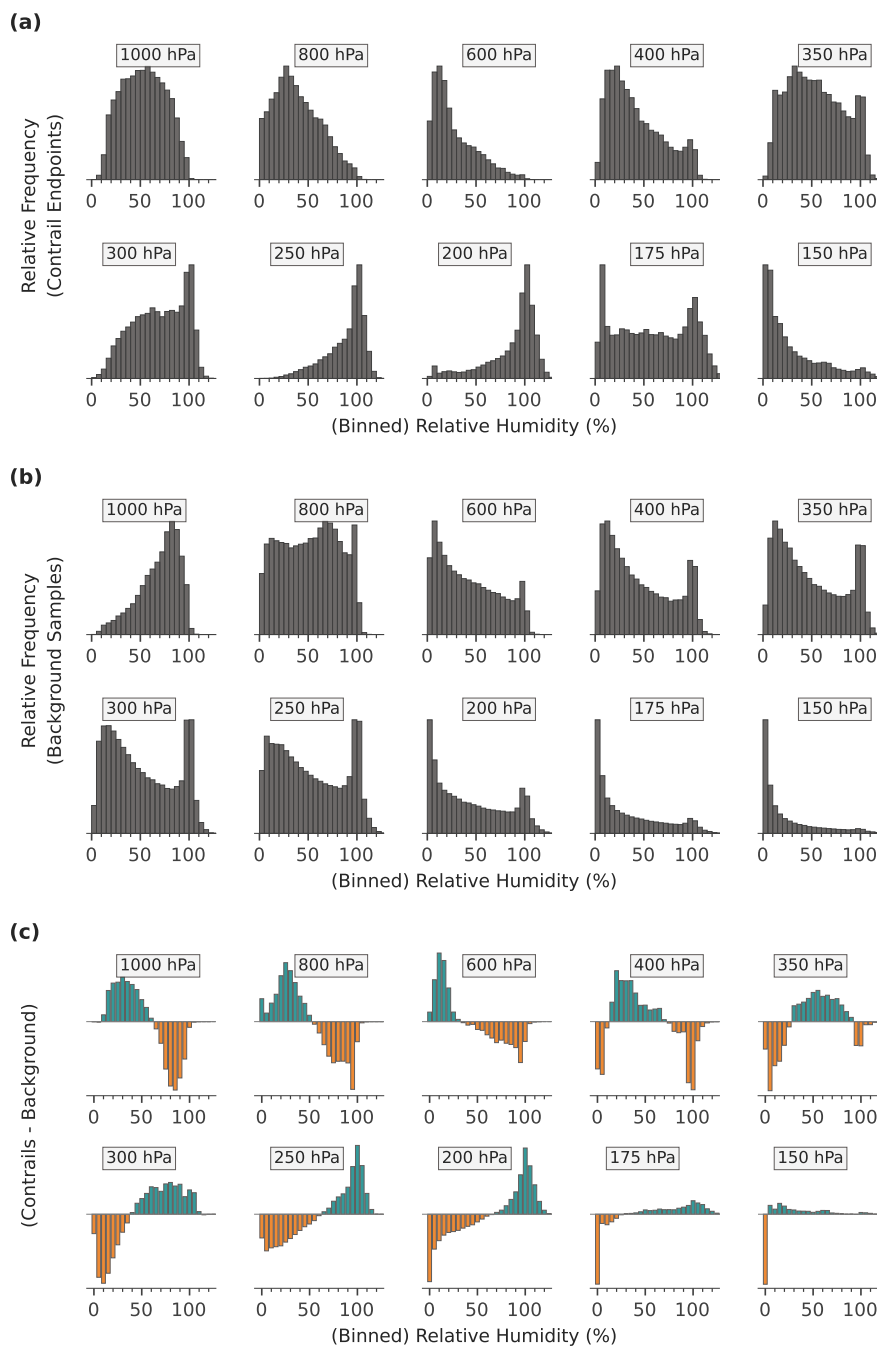 (a)
Relative Frequency
(Contrail Endpoints)
1000 hPa
800 hPa
600 hPa
400 hPa
350 hPa
0 50 100
0 50 100
0 50 100
0 50 100
0 50 100
300 hPa
250 hPa
200 hPa
175 hPa
150 hPa
0 50 100
0 50 100
0 50 100
0 50 100
0 50 100
(Binned) Relative Humidity (%)
(b)
Relative Frequency
(Background Samples)
1000 hPa
800 hPa
600 hPa
400 hPa
350 hPa
0 50 100
0 50 100
0 50 100
0 50 100
0 50 100
300 hPa
250 hPa
200 hPa
175 hPa
150 hPa
0 50 100
0 50 100
0 50 100
0 50 100
0 50 100
(Binned) Relative Humidity (%)
(c)
(Contrails - Background)
1000 hPa
800 hPa
600 hPa
400 hPa
350 hPa
0 50 100
0 50 100
0 50 100
0 50 100
0 50 100
300 hPa
250 hPa
200 hPa
175 hPa
150 hPa
0 50 100
0 50 100
0 50 100
0 50 100
0 50 100
(Binned) Relative Humidity (%)